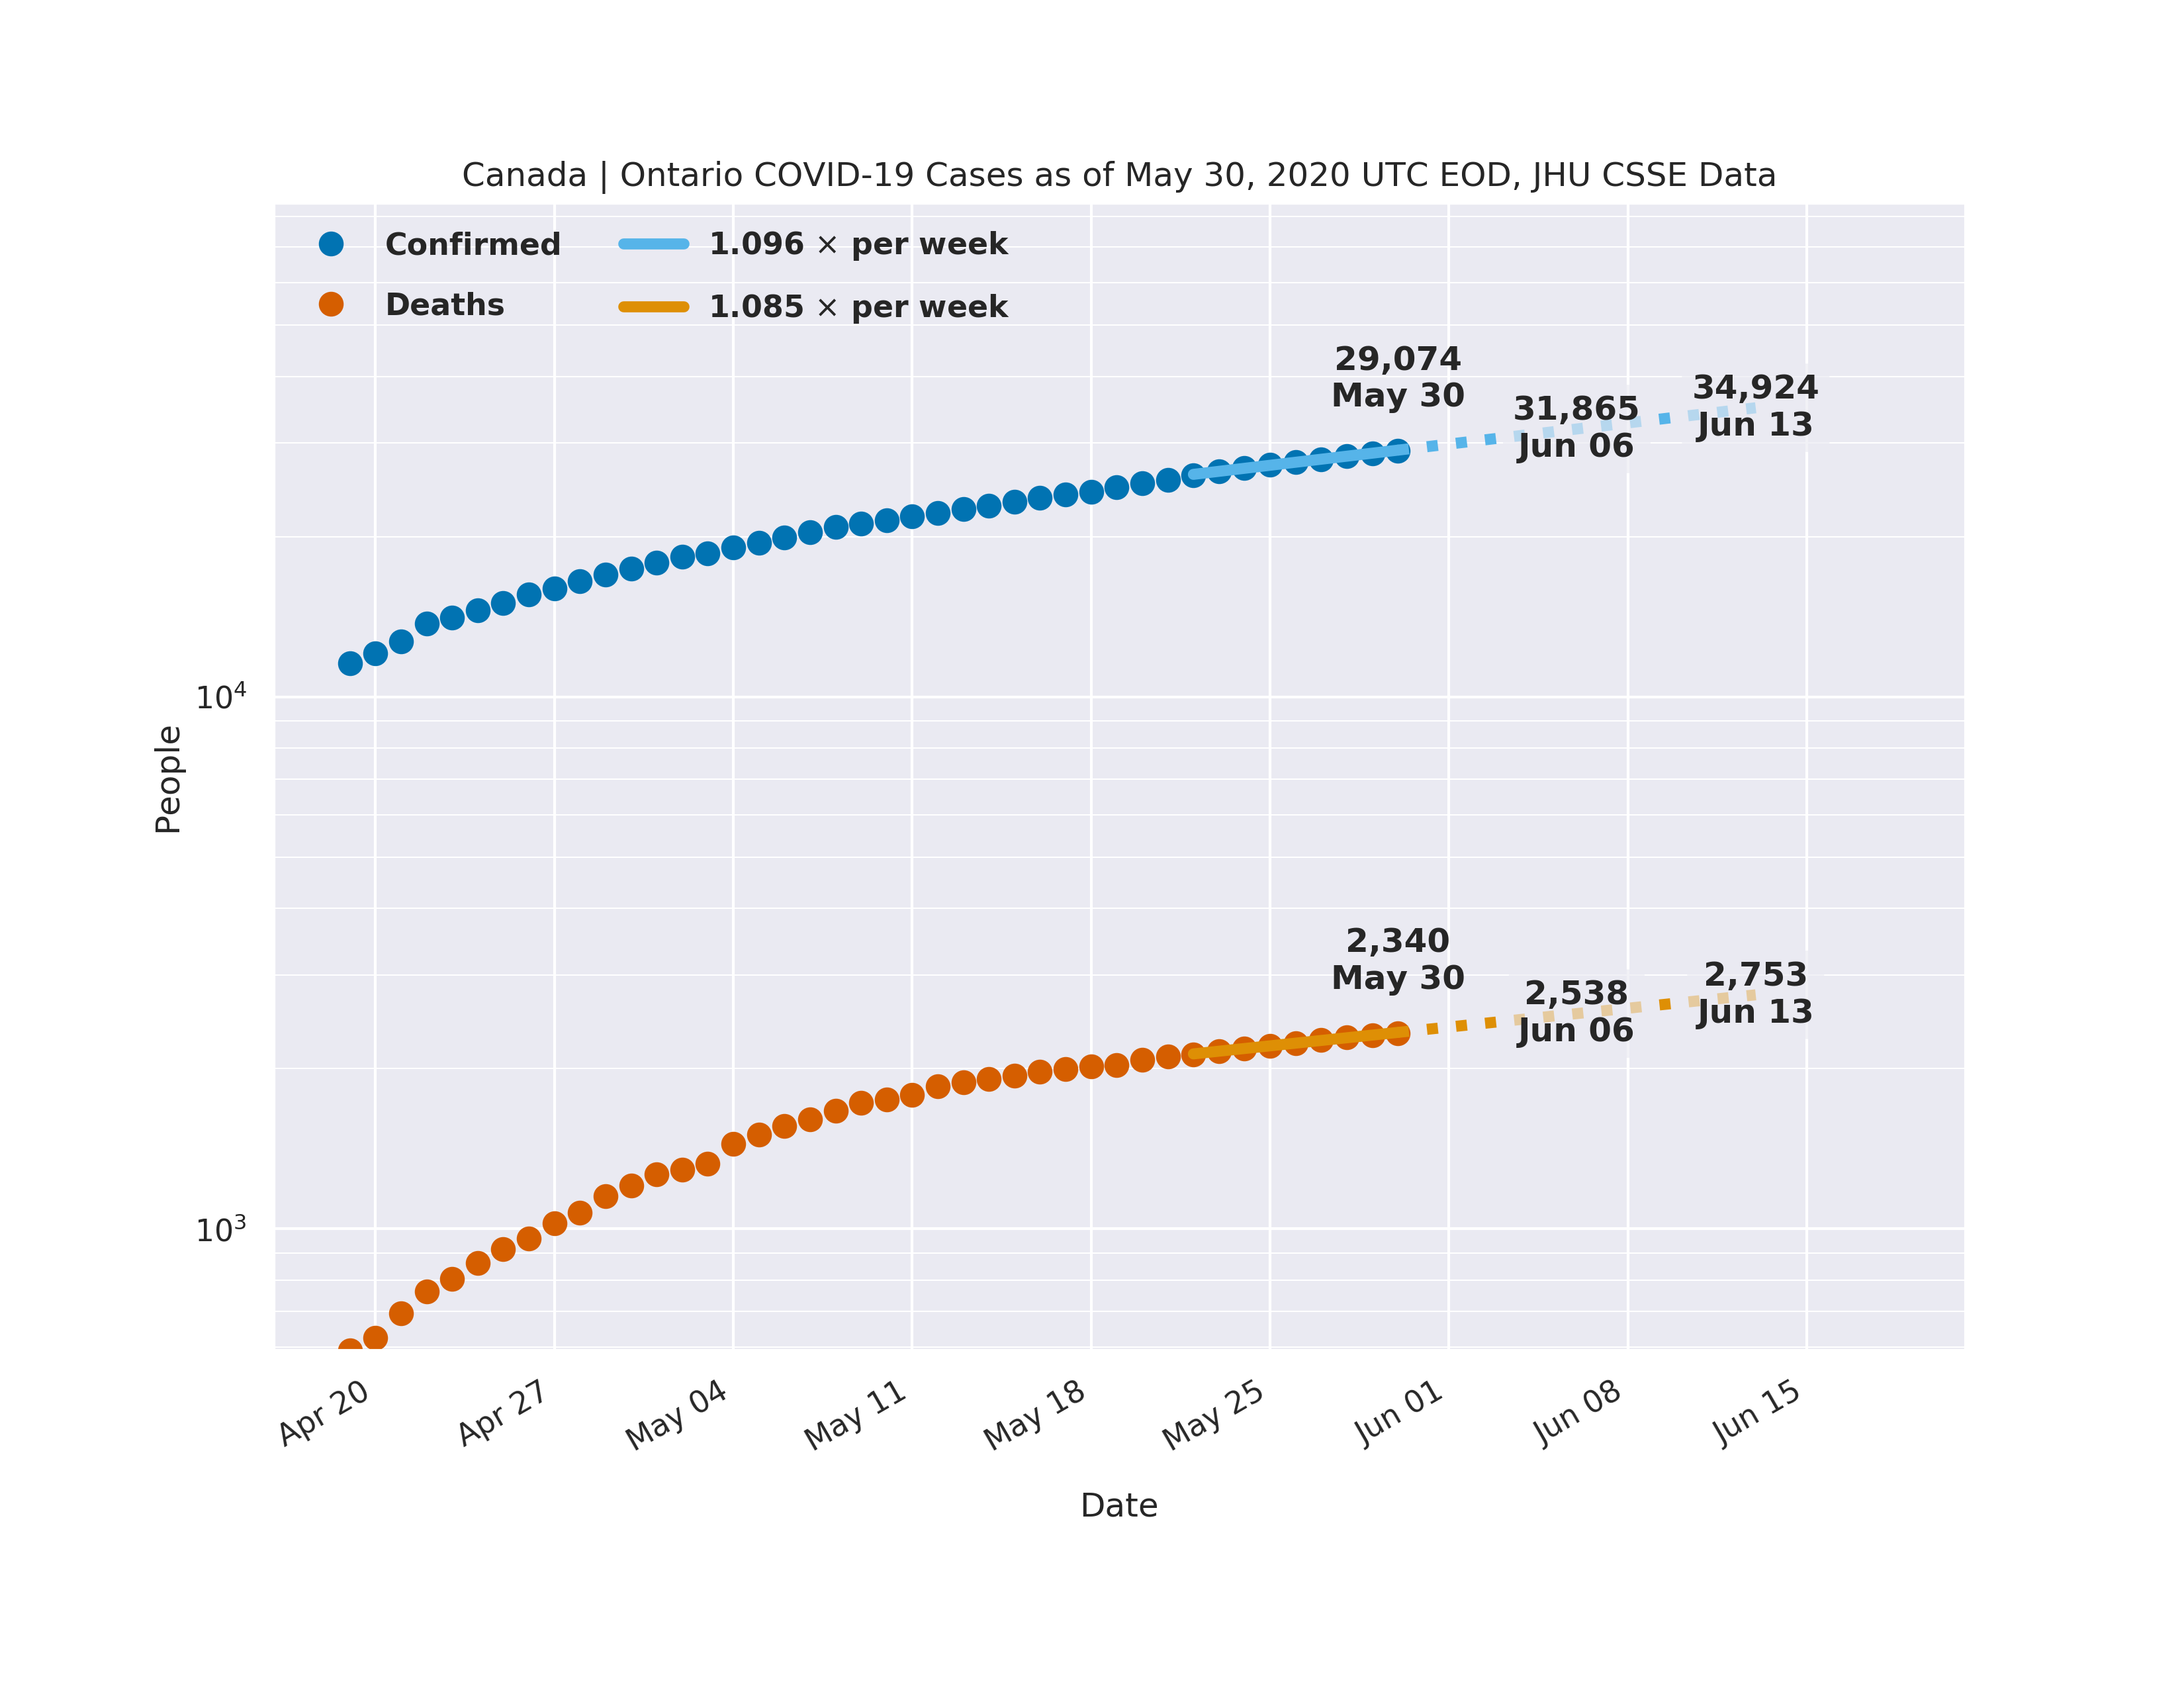 Canada | Ontario COVID-19 Cases as of May 30, 2020 UTC EOD, JHU CSSE Data
Confirmed
Deaths
1.096 × per week
1.085 × per week
29,074
May 30
31,865
Jun 06
34,924
Jun 13
2,340
May 30
2,538
Jun 06
2,753
Jun 13
10⁴
10³
People
Apr 20
Apr 27
May 04
May 11
May 18
May 25
Jun 01
Jun 08
Jun 15
Date